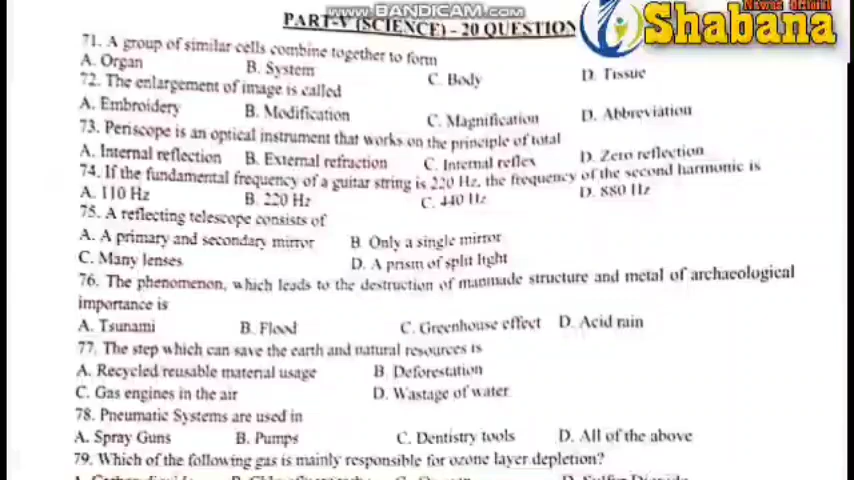 WWW.BANDICAM.COM
Nawaz Official
Shabana
PART-V (SCIENCE) - 20 QUESTION
71. A group of similar cells combine together to form
A. Organ B. System C. Body D. Tissue
72. The enlargement of image is called
A. Embroidery B. Modification C. Magnification D. Abbreviation
73. Periscope is an optical instrument that works on the principle of total
A. Internal reflection B. External refraction C. Internal reflex D. Zero reflection
74. If the fundamental frequency of a guitar string is 220 Hz, the frequency of the second harmonic is
A. 110 Hz B. 220 Hz C. 440 Hz D. 880 Hz
75. A reflecting telescope consists of
A. A primary and secondary mirror B. Only a single mirror
C. Many lenses D. A prism of split light
76. The phenomenon, which leads to the destruction of manmade structure and metal of archaeological
importance is
A. Tsunami B. Flood C. Greenhouse effect D. Acid rain
77. The step which can save the earth and natural resources is
A. Recycled reusable material usage B. Deforestation
C. Gas engines in the air D. Wastage of water
78. Pneumatic Systems are used in
A. Spray Guns B. Pumps C. Dentistry tools D. All of the above
79. Which of the following gas is mainly responsible for ozone layer depletion?